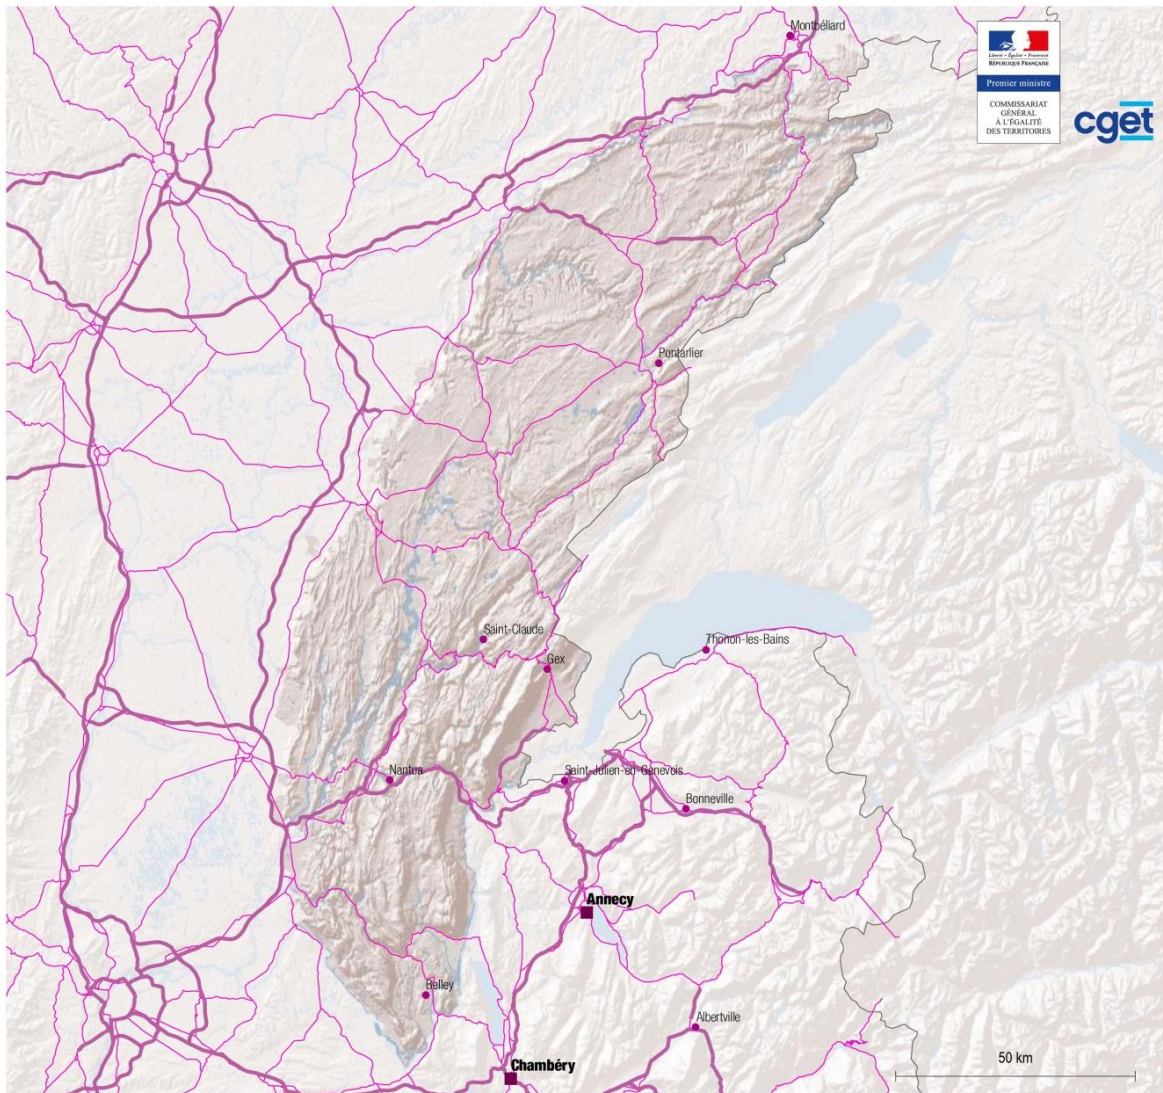 Montbéliard
Liberté • Égalité • Fraternité
RÉPUBLIQUE FRANÇAISE
Premier ministre
COMMISSARIAT
GÉNÉRAL
À L'ÉGALITÉ
DES TERRITOIRES
cget
Pontarlier
Saint-Claude
Thonon-les-Bains
Gex
Nantua
Saint-Julien-en-Genevois
Bonneville
Annecy
Belley
Albertville
Chambéry
50 km